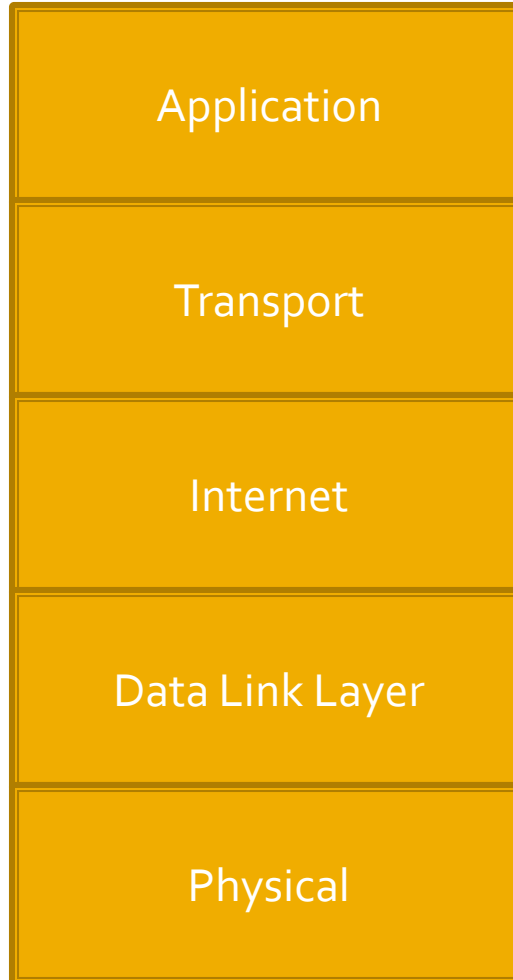 Application
Transport
Internet
Data Link Layer
Physical